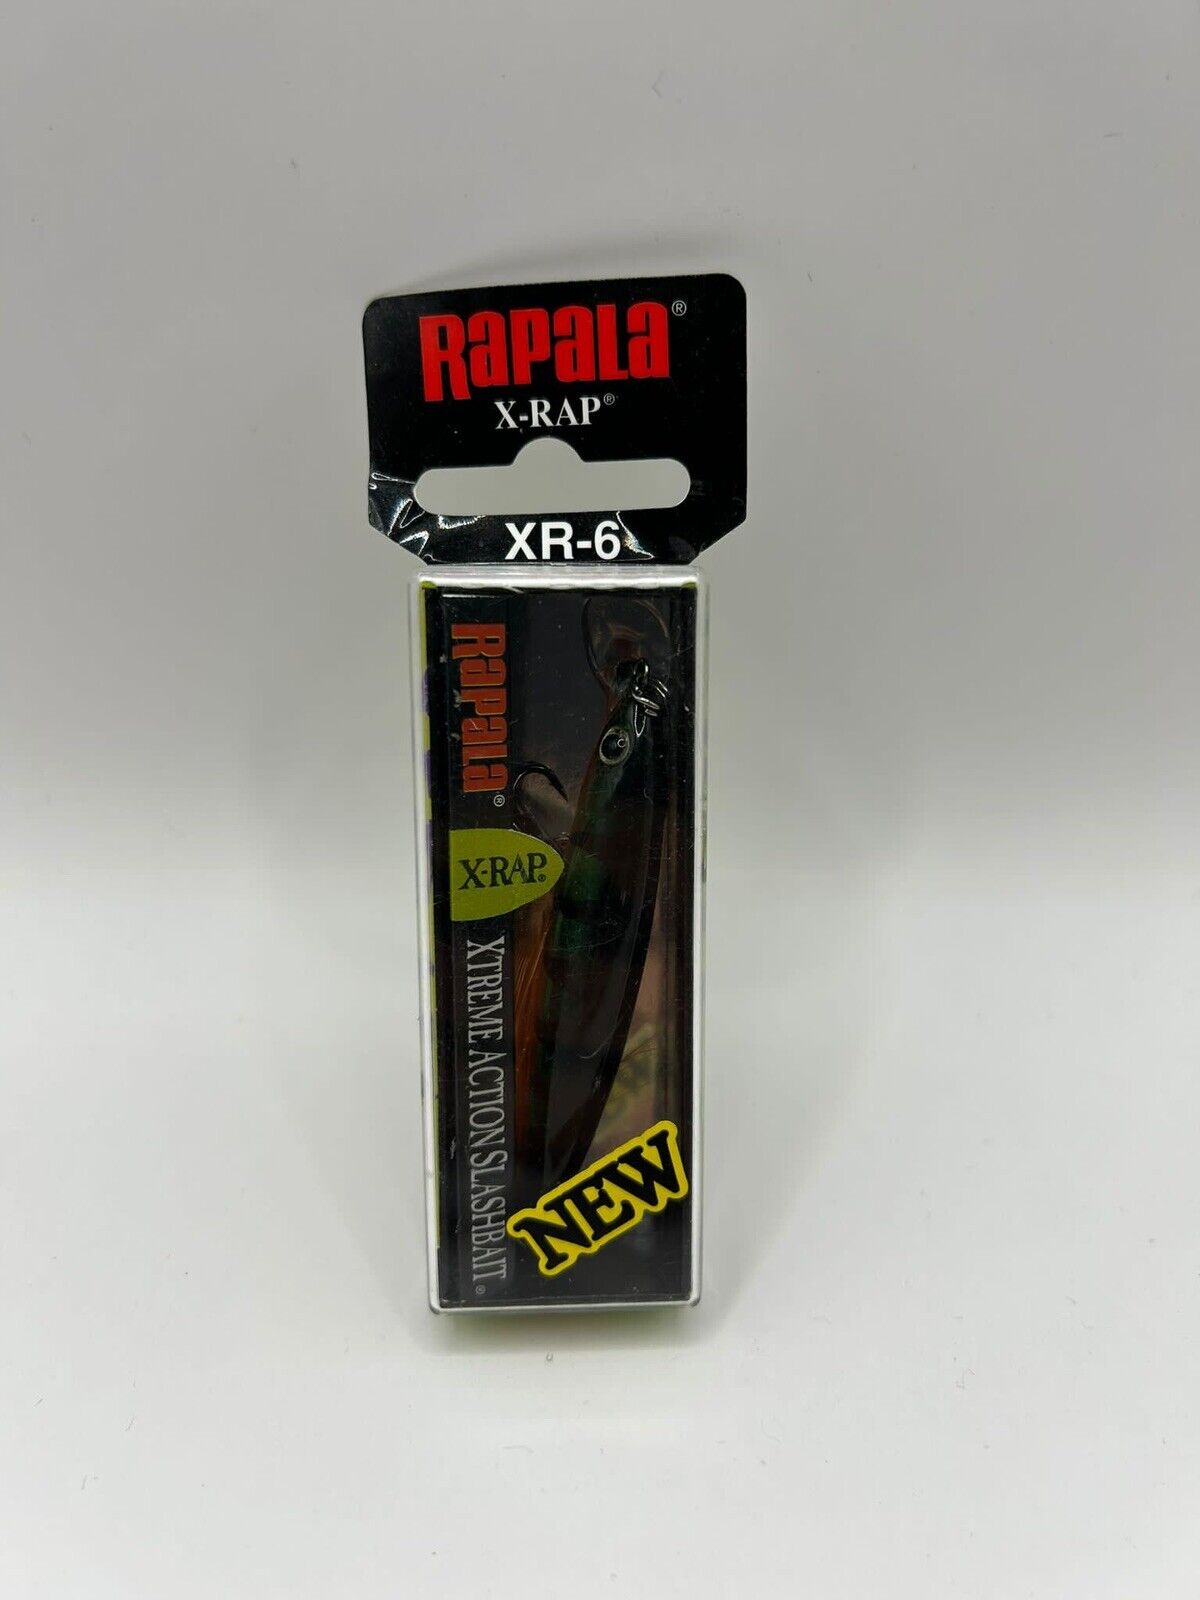 RAPALA®
X-RAP®
XR-6
RAPALA®
X-RAP®
XTREME ACTION SLASHBAIT®
NEW